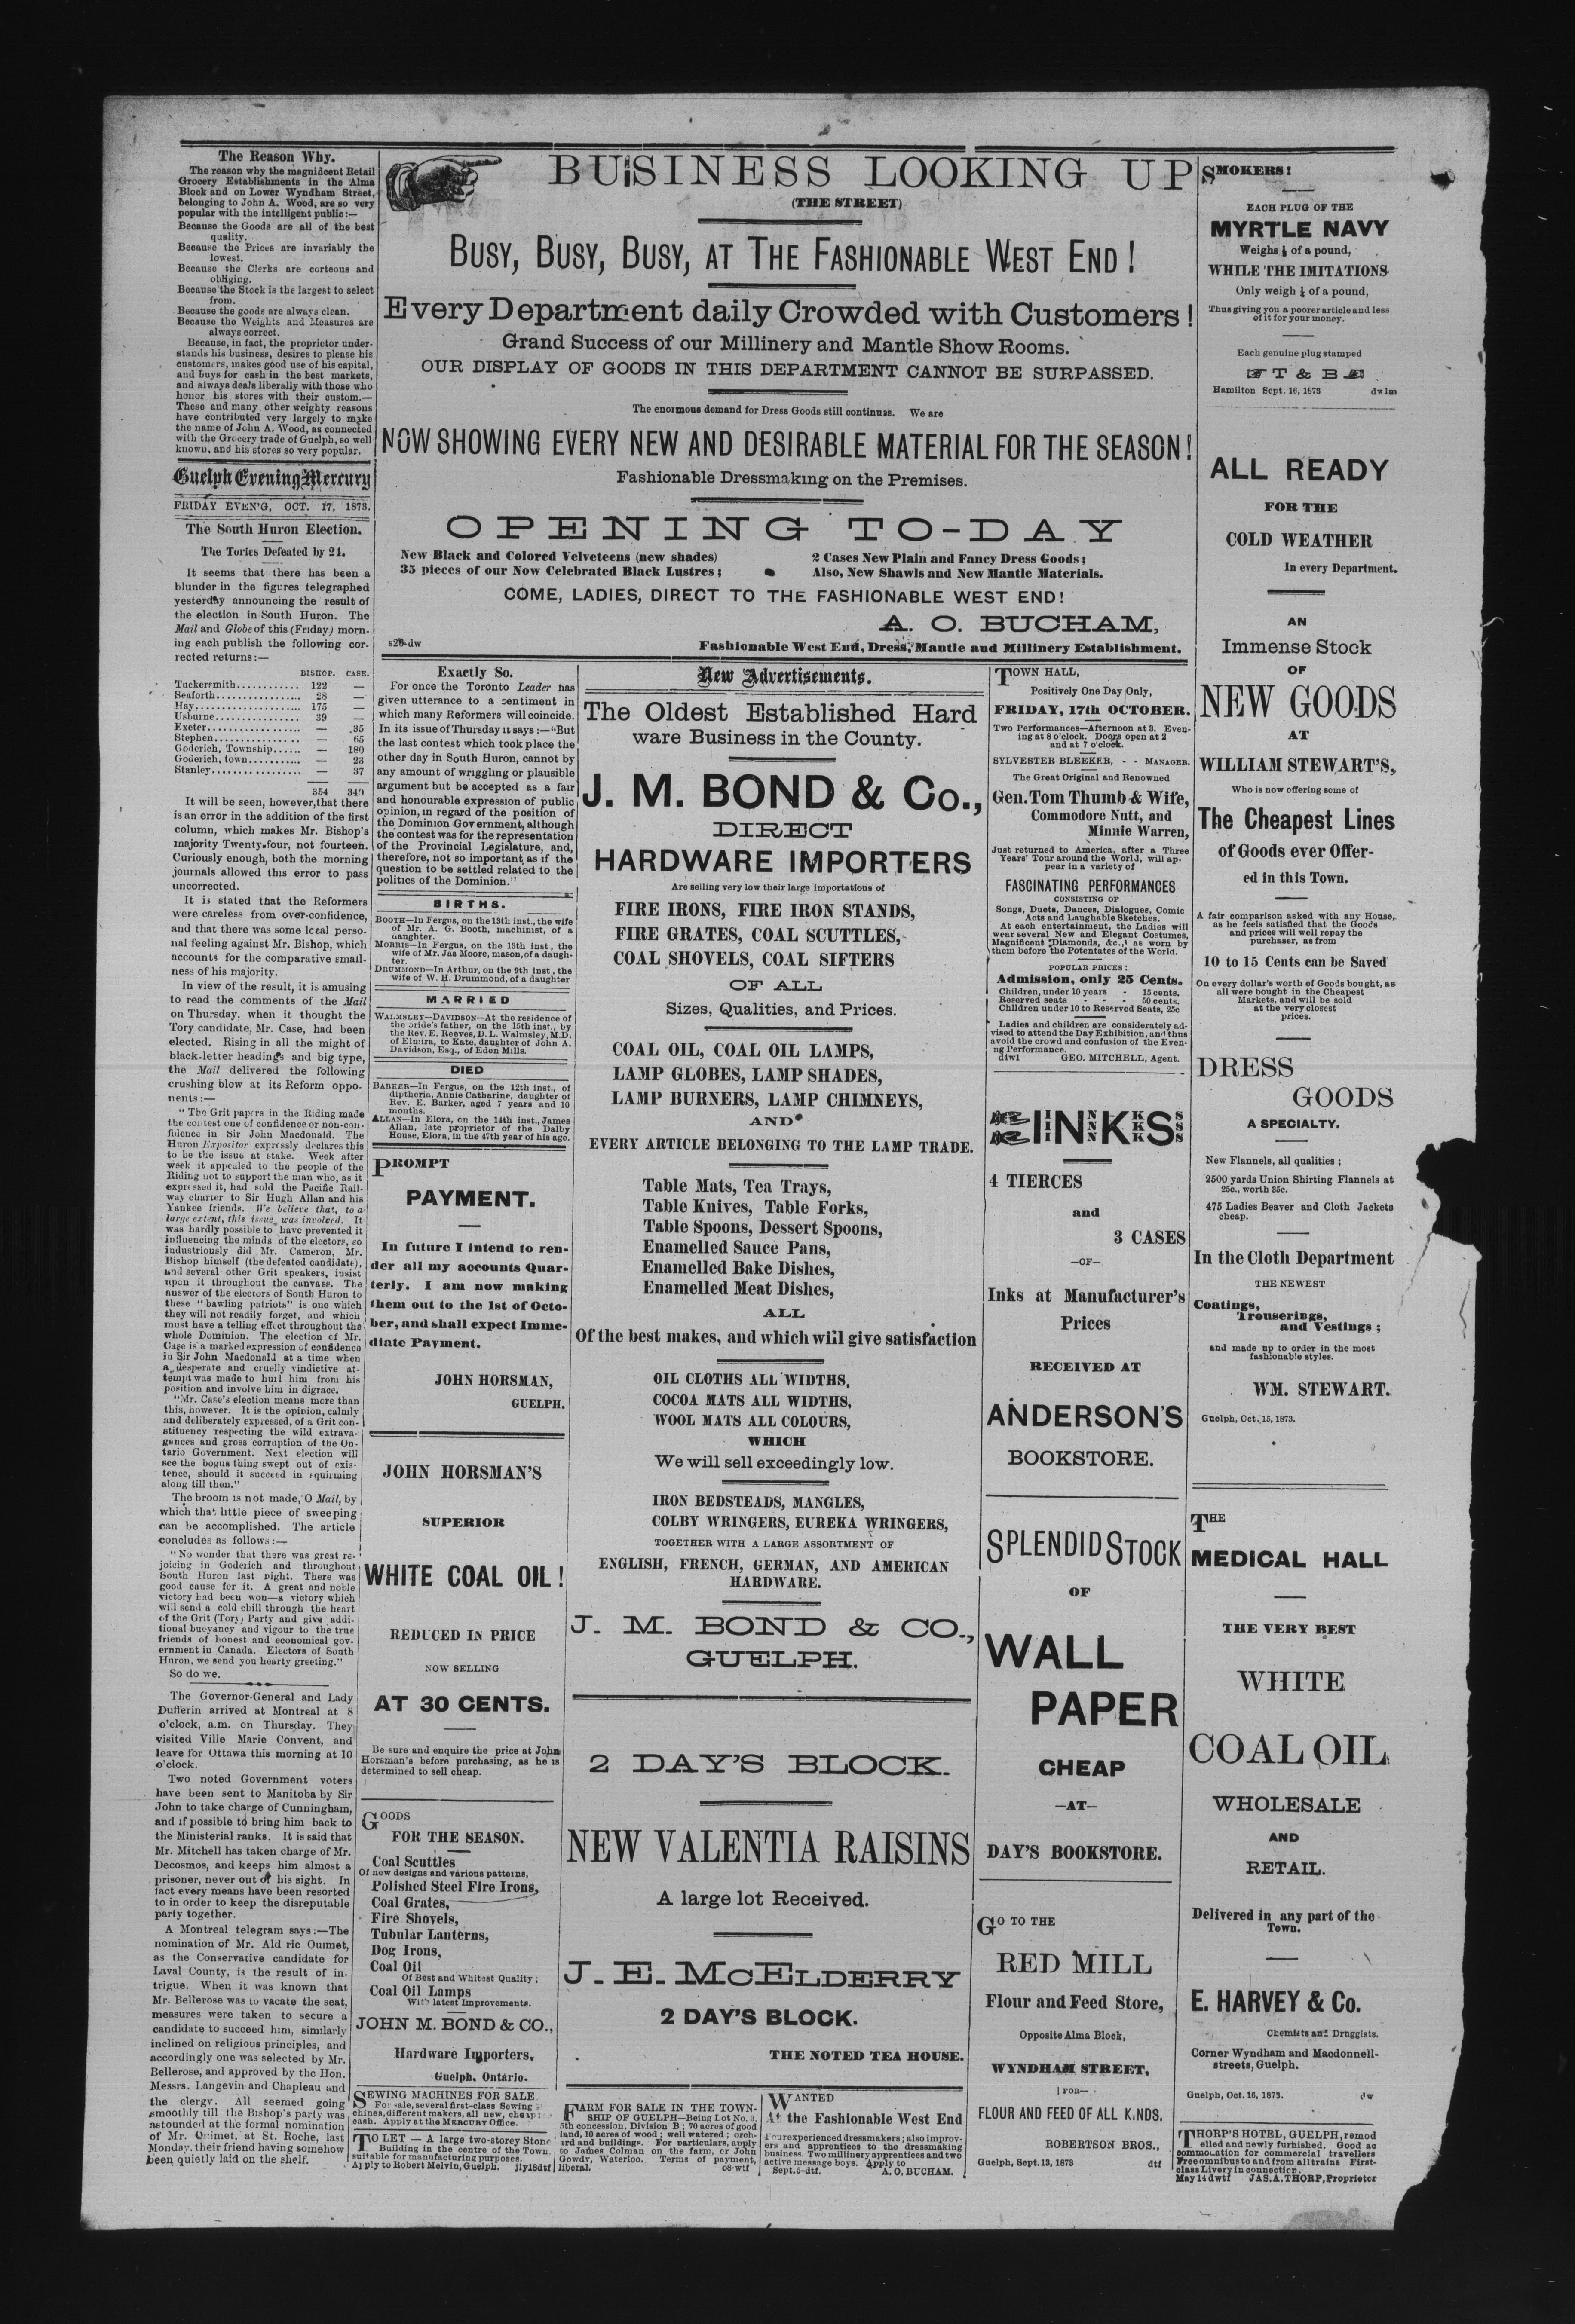 The Reason Why.
The reason why the magnificent Retail
Grocery Establishments in the Alma
Block and on Lower Wyndham Street,
belonging to John A. Wood, are so very
popular with the intelligent public:—
Because the Goods are all of the best
quality.
Because the Prices are invariably the
lowest.
Because the Clerks are corteous and
obliging.
Because the Stock is the largest to select
from.
Because the goods are always clean.
Because the Weights and Measures are
always correct.
Because, in fact, the proprietor under-
stands his business, desires to please his
customers, makes good use of his capital,
and buys for cash in the best markets,
and always deals liberally with those who
honor his stores with their custom.—
These and many other weighty reasons
have contributed very largely to make
the name of John A. Wood, as connected
with the Grocery trade of Guelph, so well
known, and his stores so very popular.
Guelph Evening Mercury
FRIDAY EVEN'G, OCT. 17, 1873.
The South Huron Election.
The Tories Defeated by 24.
It seems that there has been a
blunder in the figures telegraphed
yesterday announcing the result of
the election in South Huron. The
Mail and Globe of this (Friday) morn-
ing each publish the following cor-
rected returns:—
BISHOP. CASE.
Tuckersmith........... 122 —
Seaforth................ 28 —
Hay.................... 175 —
Usburne................ 39 —
Exeter.................. — 35
Stephen................ — 65
Goderich, Township...... — 180
Goderich, town.......... — 23
Stanley................ — 37
354 340
It will be seen, however, that there
is an error in the addition of the first
column, which makes Mr. Bishop's
majority Twenty-four, not fourteen.
Curiously enough, both the morning
journals allowed this error to pass
uncorrected.
It is stated that the Reformers
were careless from over-confidence,
and that there was some local perso-
nal feeling against Mr. Bishop, which
accounts for the comparative small-
ness of his majority.
In view of the result, it is amusing
to read the comments of the Mail
on Thursday, when it thought the
Tory candidate, Mr. Case, had been
elected. Rising in all the might of
black-letter headings and big type,
the Mail delivered the following
crushing blow at its Reform oppo-
nents:—
"The Grit papers in the Riding made
the contest one of confidence or non-con-
fidence in Sir John Macdonald. The
Huron Expositor expressly declares this
to be the issue at stake. Week after
week it appealed to the people of the
Riding not to support the man who, as it
expressed it, had sold the Pacific Rail-
way charter to Sir Hugh Allan and his
Yankee friends. We believe that, to a
large extent, this issue was involved. It
was hardly possible to have prevented it
influencing the minds of the electors, so
industriously did Mr. Cameron, Mr.
Bishop himself (the defeated candidate),
and several other Grit speakers, insist
upon it throughout the canvass. The
answer of the electors of South Huron to
these "bawling patriots" is one which
they will not readily forget, and which
must have a telling effect throughout the
whole Dominion. The election of Mr.
Case is a marked expression of confidence
in Sir John Macdonald at a time when
a desperate and cruelly vindictive at-
tempt was made to hurl him from his
position and involve him in digrace.
"Mr. Case's election means more than
this, however. It is the opinion, calmly
and deliberately expressed, of a Grit con-
stituency respecting the wild extrava-
gances and gross corruption of the On-
tario Government. Next election will
see the bogus thing swept out of exis-
tence, should it succeed in squirming
along till then."
The broom is not made, O Mail, by
which that little piece of sweeping
can be accomplished. The article
concludes as follows:—
"No wonder that there was great re-
joicing in Goderich and throughout
South Huron last night. There was
good cause for it. A great and noble
victory had been won—a victory which
will send a cold chill through the heart
of the Grit (Tory) Party and give addi-
tional buoyancy and vigour to the true
friends of honest and economical gov-
ernment in Canada. Electors of South
Huron, we send you hearty greeting."
So do we.
The Governor-General and Lady
Dufferin arrived at Montreal at 8
o'clock, a.m. on Thursday. They
visited Ville Marie Convent, and
leave for Ottawa this morning at 10
o'clock.
Two noted Government voters
have been sent to Manitoba by Sir
John to take charge of Cunningham,
and if possible to bring him back to
the Ministerial ranks. It is said that
Mr. Mitchell has taken charge of Mr.
Decosmos, and keeps him almost a
prisoner, never out of his sight. In
fact every means have been resorted
to in order to keep the disreputable
party together.
A Montreal telegram says:—The
nomination of Mr. Ald ric Ouimet,
as the Conservative candidate for
Laval County, is the result of in-
trigue. When it was known that
Mr. Bellerose was to vacate the seat,
measures were taken to secure a
candidate to succeed him, similarly
inclined on religious principles, and
accordingly one was selected by Mr.
Bellerose, and approved by the Hon.
Messrs. Langevin and Chapleau and
the clergy. All seemed going
smoothly till the Bishop's party was
astounded at the formal nomination
of Mr. Quimet, at St. Roche, last
Monday, their friend having somehow
been quietly laid on the shelf.
BUSINESS LOOKING UP
(THE STREET)
BUSY, BUSY, BUSY, AT THE FASHIONABLE WEST END!
Every Department daily Crowded with Customers!
Grand Success of our Millinery and Mantle Show Rooms.
OUR DISPLAY OF GOODS IN THIS DEPARTMENT CANNOT BE SURPASSED.
The enormous demand for Dress Goods still continues. We are
NOW SHOWING EVERY NEW AND DESIRABLE MATERIAL FOR THE SEASON!
Fashionable Dressmaking on the Premises.
OPENING TO-DAY
New Black and Colored Velveteens (new shades)
35 pieces of our Now Celebrated Black Lustres;
2 Cases New Plain and Fancy Dress Goods;
Also, New Shawls and New Mantle Materials.
COME, LADIES, DIRECT TO THE FASHIONABLE WEST END!
A. O. BUCHAM,
s25-dw
Fashionable West End, Dress, Mantle and Millinery Establishment.
Exactly So.
For once the Toronto Leader has
given utterance to a sentiment in
which many Reformers will coincide.
In its issue of Thursday it says:—"But
the last contest which took place the
other day in South Huron, cannot by
any amount of wriggling or plausible
argument but be accepted as a fair
and honourable expression of public
opinion, in regard of the position of
the Dominion Government, although
the contest was for the representation
of the Provincial Legislature, and,
therefore, not so important as if the
question to be settled related to the
politics of the Dominion."
BIRTHS.
BOOTH—In Fergus, on the 13th inst., the wife
of Mr. A. G. Booth, machinist, of a
daughter.
MORRIS—In Fergus, on the 13th inst, the
wife of Mr. Jas Moore, mason, of a daugh-
ter.
DRUMMOND—In Arthur, on the 9th inst, the
wife of W. H. Drummond, of a daughter
MARRIED
WALMSLEY—DAVIDSON—At the residence of
the bride's father, on the 15th inst., by
the Rev. E. Reeves, D. L. Walmsley, M.D.
of Elmira, to Kate, daughter of John A.
Davidson, Esq., of Eden Mills.
DIED
BARKER—In Fergus, on the 12th inst., of
diptheria, Annie Catharine, daughter of
Rev. E. Barker, aged 7 years and 10
months.
ALLAN—In Elora, on the 14th inst., James
Allan, late proprietor of the Dalby
House, Elora, in the 47th year of his age.
PROMPT
PAYMENT.
In future I intend to ren-
der all my accounts Quar-
terly. I am now making
them out to the 1st of Octo-
ber, and shall expect Imme-
diate Payment.
JOHN HORSMAN,
GUELPH.
JOHN HORSMAN'S
SUPERIOR
WHITE COAL OIL!
REDUCED IN PRICE
NOW SELLING
AT 30 CENTS.
Be sure and enquire the price at John
Horsman's before purchasing, as he is
determined to sell cheap.
GOODS
FOR THE SEASON.
Coal Scuttles
Of new designs and various patterns,
Polished Steel Fire Irons,
Coal Grates,
Fire Shovels,
Tubular Lanterns,
Dog Irons,
Coal Oil
Of Best and Whitest Quality;
Coal Oil Lamps
With latest Improvements.
JOHN M. BOND & CO.,
Hardware Importers,
Guelph, Ontario.
SEWING MACHINES FOR SALE
For sale, several first-class Sewing
chines, different makers, all new, cheap
cash. Apply at the MERCURY Office.
TO LET — A large two-storey Stone
Building in the centre of the Town,
suitable for manufacturing purposes.
Apply to Robert Melvin, Guelph. jly18dtf
New Advertisements.
The Oldest Established Hard
ware Business in the County.
J. M. BOND & Co.,
DIRECT
HARDWARE IMPORTERS
Are selling very low their large importations of
FIRE IRONS, FIRE IRON STANDS,
FIRE GRATES, COAL SCUTTLES,
COAL SHOVELS, COAL SIFTERS
OF ALL
Sizes, Qualities, and Prices.
COAL OIL, COAL OIL LAMPS,
LAMP GLOBES, LAMP SHADES,
LAMP BURNERS, LAMP CHIMNEYS,
AND
EVERY ARTICLE BELONGING TO THE LAMP TRADE.
Table Mats, Tea Trays,
Table Knives, Table Forks,
Table Spoons, Dessert Spoons,
Enamelled Sauce Pans,
Enamelled Bake Dishes,
Enamelled Meat Dishes,
ALL
Of the best makes, and which will give satisfaction
OIL CLOTHS ALL WIDTHS,
COCOA MATS ALL WIDTHS,
WOOL MATS ALL COLOURS,
WHICH
We will sell exceedingly low.
IRON BEDSTEADS, MANGLES,
COLBY WRINGERS, EUREKA WRINGERS,
TOGETHER WITH A LARGE ASSORTMENT OF
ENGLISH, FRENCH, GERMAN, AND AMERICAN
HARDWARE.
J. M. BOND & CO.,
GUELPH.
2 DAY'S BLOCK.
NEW VALENTIA RAISINS
A large lot Received.
J. E. MCELDERRY
2 DAY'S BLOCK.
THE NOTED TEA HOUSE.
FARM FOR SALE IN THE TOWN-
SHIP OF GUELPH—Being Lot No. 3,
5th concession, Division B; 70 acres of good
land, 10 acres of wood; well watered; orch-
ard and buildings. For particulars, apply
to James Colman on the farm, or John
Gowdy, Waterloo. Terms of payment,
liberal. o8-wtf
WANTED
At the Fashionable West End
Four experienced dressmakers; also improv-
ers and apprentices to the dressmaking
business. Two millinery apprentices and two
active message boys. Apply to
Sept. 5-dtf. A. O. BUCHAM.
TOWN HALL,
Positively One Day Only,
FRIDAY, 17th OCTOBER.
Two Performances—Afternoon at 3. Even-
ing at 8 o'clock. Doors open at 2
and at 7 o'clock.
SYLVESTER BLEEKER, - - MANAGER.
The Great Original and Renowned
Gen. Tom Thumb & Wife,
Commodore Nutt, and
Minnie Warren,
Just returned to America, after a Three
Years' Tour around the World, will ap-
pear in a variety of
FASCINATING PERFORMANCES
CONSISTING OF
Songs, Duets, Dances, Dialogues, Comic
Acts and Laughable Sketches.
At each entertainment, the Ladies will
wear several New and Elegant Costumes,
Magnificent Diamonds, &c., as worn by
them before the Potentates of the World.
POPULAR PRICES:
Admission, only 25 Cents.
Children, under 10 years - 15 cents.
Reserved seats - - - 50 cents.
Children under 10 to Reserved Seats, 25c
Ladies and children are considerately ad-
vised to attend the Day Exhibition, and thus
avoid the crowd and confusion of the Even-
ng Performance.
d4w1 GEO. MITCHELL, Agent.
INKS
4 TIERCES
and
3 CASES
—OF—
Inks at Manufacturer's
Prices
RECEIVED AT
ANDERSON'S
BOOKSTORE.
SPLENDID STOCK
OF
WALL
PAPER
CHEAP
—AT—
DAY'S BOOKSTORE.
GO TO THE
RED MILL
Flour and Feed Store,
Opposite Alma Block,
WYNDHAM STREET,
FOR—
FLOUR AND FEED OF ALL KINDS.
ROBERTSON BROS.,
Guelph, Sept. 13, 1873 dtf
SMOKERS!
EACH PLUG OF THE
MYRTLE NAVY
Weighs of a pound,
WHILE THE IMITATIONS
Only weigh of a pound,
Thus giving you a poorer article and less
of it for your money.
Each genuine plug stamped
T & B
Hamilton Sept. 16, 1873 dw1m
ALL READY
FOR THE
COLD WEATHER
In every Department.
AN
Immense Stock
OF
NEW GOODS
AT
WILLIAM STEWART'S,
Who is now offering some of
The Cheapest Lines
of Goods ever Offer-
ed in this Town.
A fair comparison asked with any House,
as he feels satisfied that the Goods
and prices will well repay the
purchaser, as from
10 to 15 Cents can be Saved
On every dollar's worth of Goods bought, as
all were bought in the Cheapest
Markets, and will be sold
at the very closest
prices.
DRESS
GOODS
A SPECIALTY.
New Flannels, all qualities;
2500 yards Union Shirting Flannels at
25c., worth 35c.
475 Ladies Beaver and Cloth Jackets
cheap.
In the Cloth Department
THE NEWEST
Coatings,
Trouserings,
and Vestings;
and made up to order in the most
fashionable styles.
WM. STEWART.
Guelph, Oct. 15, 1873.
THE
MEDICAL HALL
THE VERY BEST
WHITE
COAL OIL
WHOLESALE
AND
RETAIL.
Delivered in any part of the
Town.
E. HARVEY & Co.
Chemists and Druggists.
Corner Wyndham and Macdonnell-
streets, Guelph.
Guelph, Oct. 16, 1873. dw
THORP'S HOTEL, GUELPH, remod
elled and newly furnished. Good ac
commodation for commercial travellers
Free omnibus to and from all trains First-
class Livery in connection.
May 14 dwtf JAS. A. THORP, Proprietor